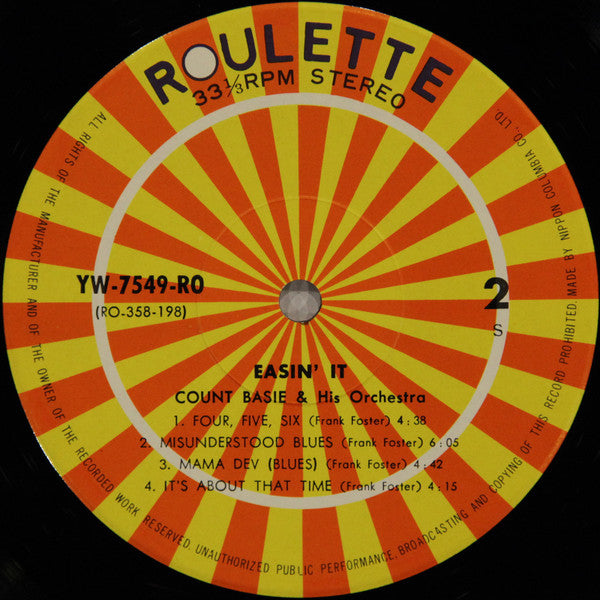 ROULETTE
33 1/3 RPM STEREO
YW-7549-RO
(RO-358-198)
2
S
EASIN' IT
COUNT BASIE & His Orchestra
1. FOUR, FIVE, SIX (Frank Foster) 4:38
2. MISUNDERSTOOD BLUES (Frank Foster) 6:05
3. MAMA DEV (BLUES) (Frank Foster) 4:42
4. IT'S ABOUT THAT TIME (Frank Foster) 4:15
ALL RIGHTS OF THE MANUFACTURER AND OF THE OWNER OF THE RECORDED WORK RESERVED. UNAUTHORIZED PUBLIC PERFORMANCE, BROADCASTING AND COPYING OF THIS RECORD PROHIBITED. MADE BY NIPPON COLUMBIA CO., LTD.